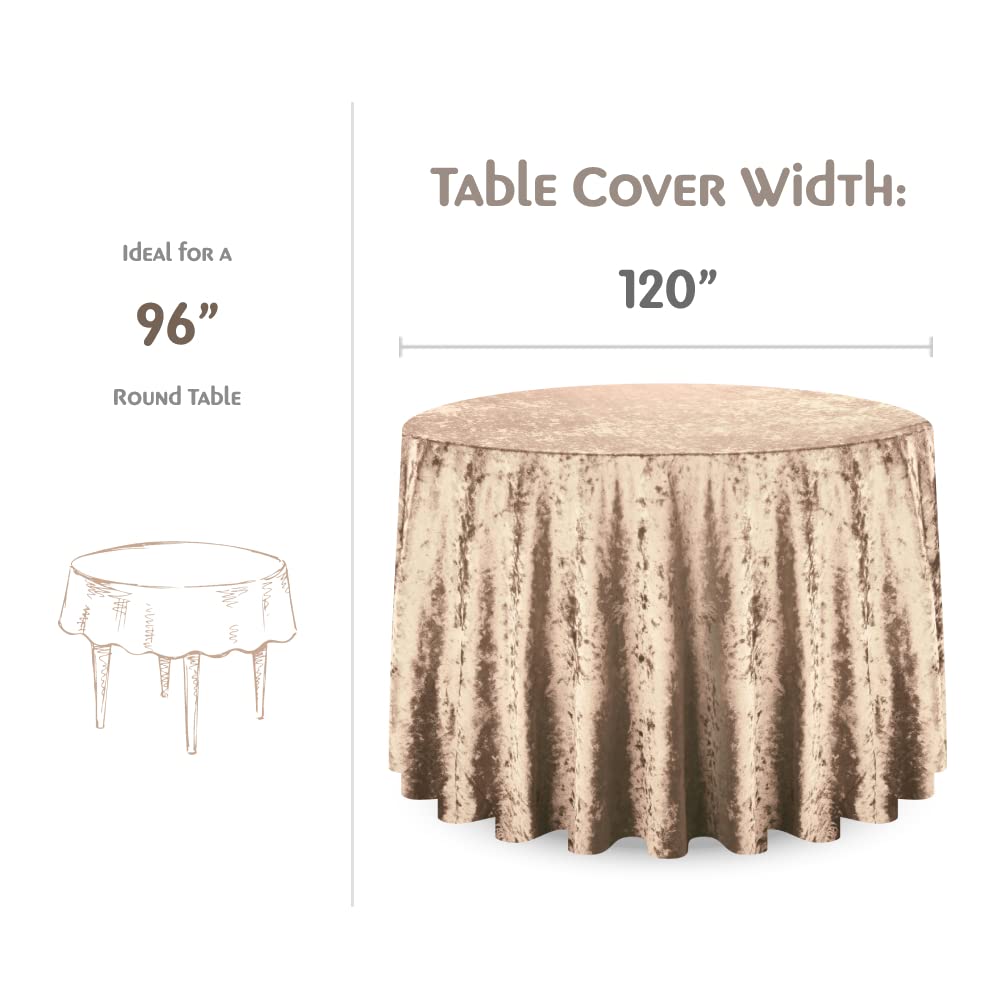 Ideal for a
96”
Round Table
Table Cover Width:
120”